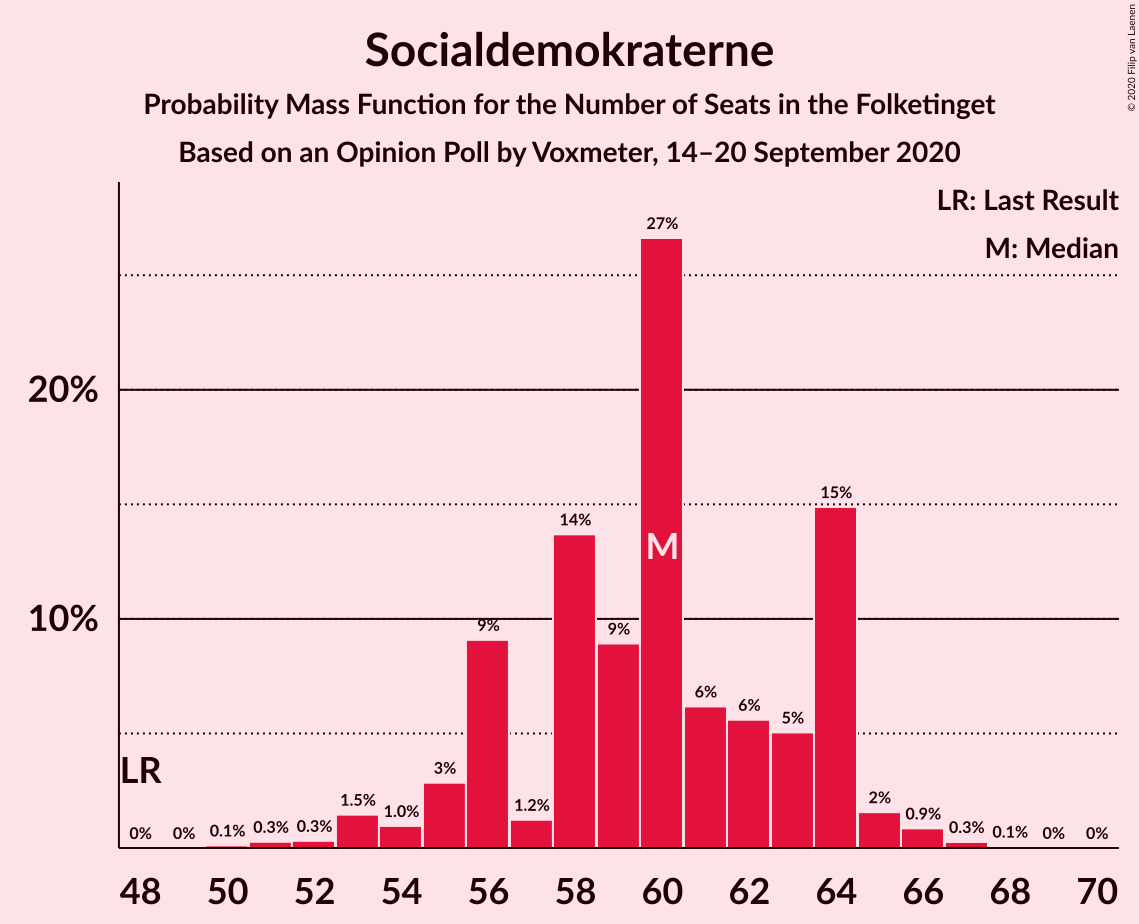 Socialdemokraterne
Probability Mass Function for the Number of Seats in the Folketinget
Based on an Opinion Poll by Voxmeter, 14–20 September 2020
© 2020 Filip van Laenen
LR: Last Result
M: Median
20%
10%
LR
M
0%
0%
0.1%
0.3%
0.3%
1.5%
1.0%
3%
9%
1.2%
14%
9%
27%
6%
6%
5%
15%
2%
0.9%
0.3%
0.1%
0%
0%
48 50 52 54 56 58 60 62 64 66 68 70